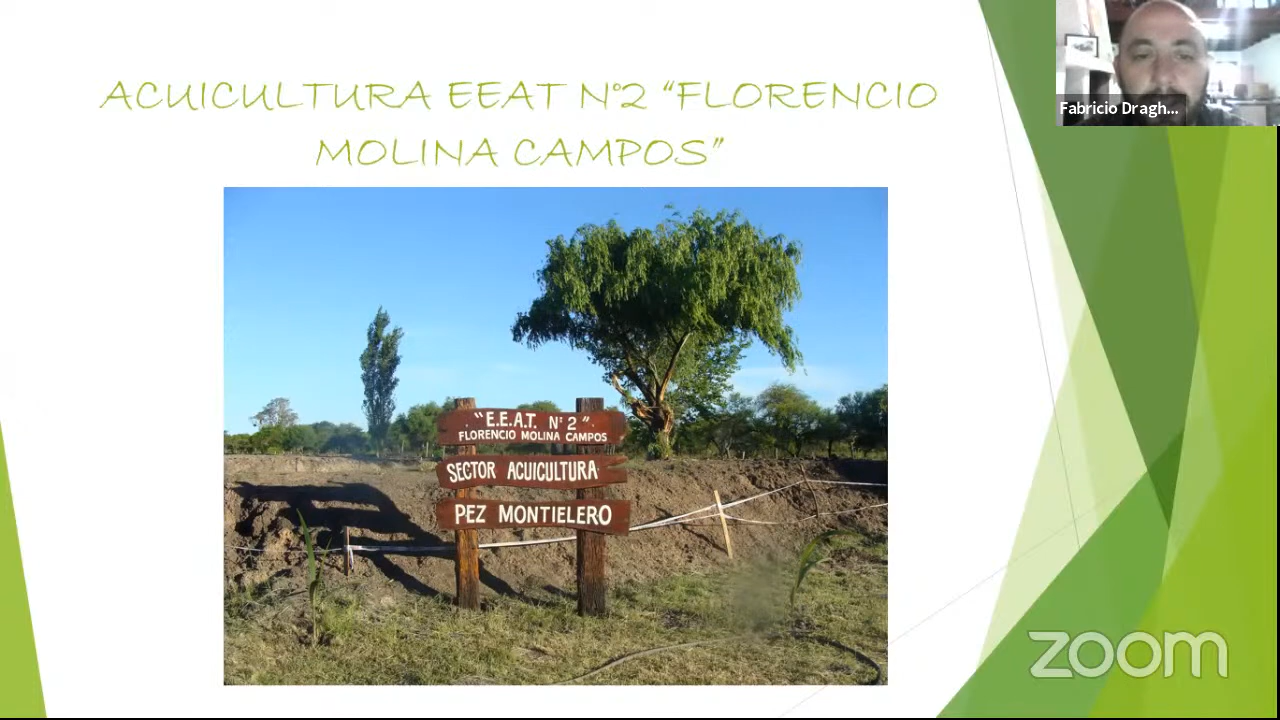 ACUICULTURA EEAT N°2 “FLORENCIO
MOLINA CAMPOS”
Fabricio Dragh...
"E.E.A.T. N°2".
FLORENCIO MOLINA CAMPOS
SECTOR ACUICULTURA
PEZ MONTIELERO
zoom